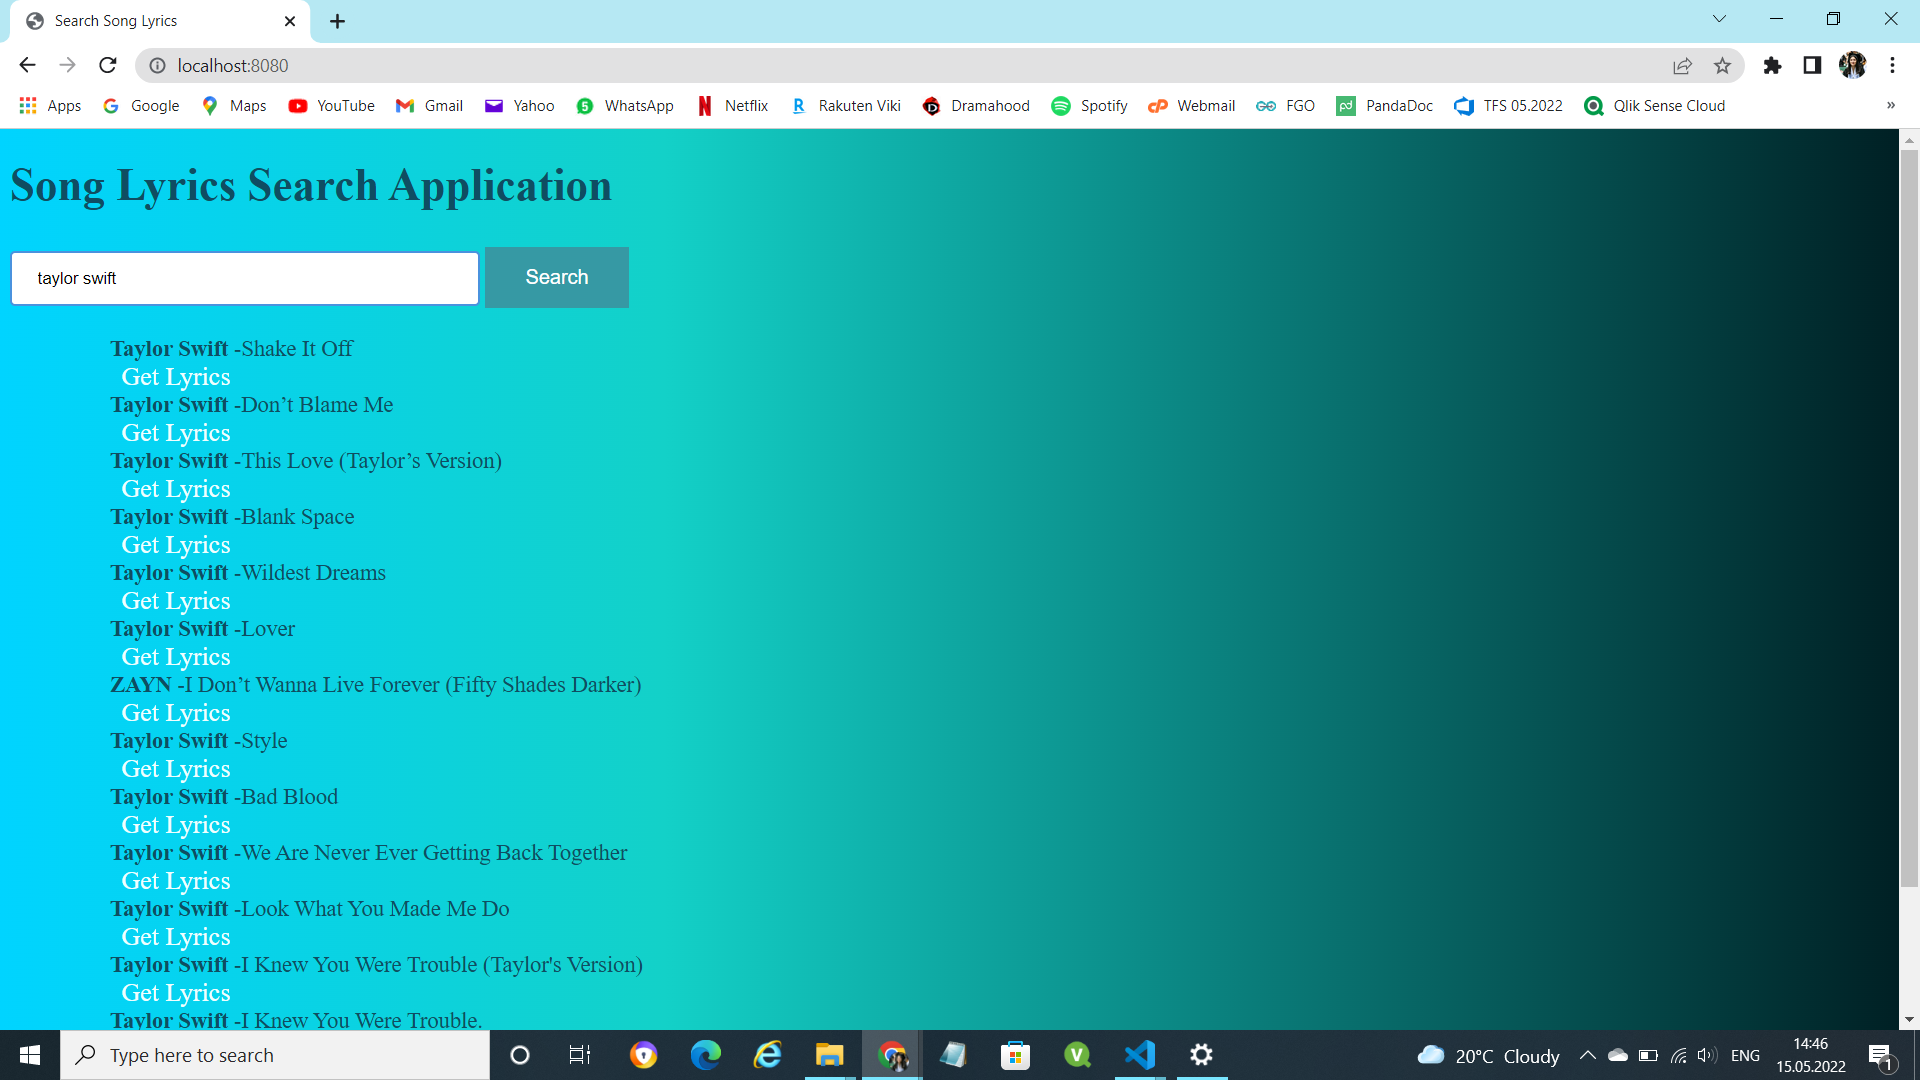 Search Song Lyrics
localhost:8080
Apps Google Maps YouTube Gmail Yahoo WhatsApp Netflix Rakuten Viki Dramahood Spotify Webmail FGO PandaDoc TFS 05.2022 Qlik Sense Cloud »
Song Lyrics Search Application
taylor swift Search
Taylor Swift -Shake It Off
Get Lyrics
Taylor Swift -Don’t Blame Me
Get Lyrics
Taylor Swift -This Love (Taylor’s Version)
Get Lyrics
Taylor Swift -Blank Space
Get Lyrics
Taylor Swift -Wildest Dreams
Get Lyrics
Taylor Swift -Lover
Get Lyrics
ZAYN -I Don’t Wanna Live Forever (Fifty Shades Darker)
Get Lyrics
Taylor Swift -Style
Get Lyrics
Taylor Swift -Bad Blood
Get Lyrics
Taylor Swift -We Are Never Ever Getting Back Together
Get Lyrics
Taylor Swift -Look What You Made Me Do
Get Lyrics
Taylor Swift -I Knew You Were Trouble (Taylor's Version)
Get Lyrics
Taylor Swift -I Knew You Were Trouble.
Type here to search 20°C Cloudy ENG 14:46
15.05.2022 1